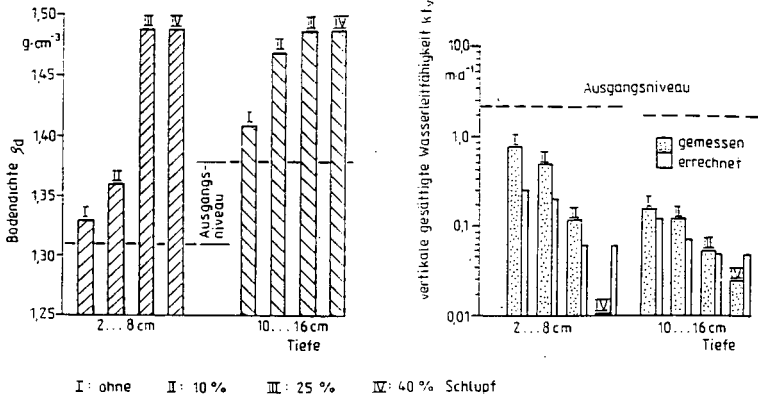 1,50
g·cm⁻³
1,45
1,40
1,35
1,30
1,25
Bodendichte ϱd
I
II
III
IV
I
II
III
IV
Ausgangs-
niveau
2...8 cm
10...16 cm
Tiefe
vertikale gesättigte Wasserleitfähigkeit kf,v
10,0
m·d⁻¹
1,0
0,1
0,01
Ausgangsniveau
gemessen
errechnet
I
II
III
IV
I
II
III
IV
2...8 cm
10...16 cm
Tiefe
I: ohne II: 10 % III: 25 % IV: 40 % Schlupf